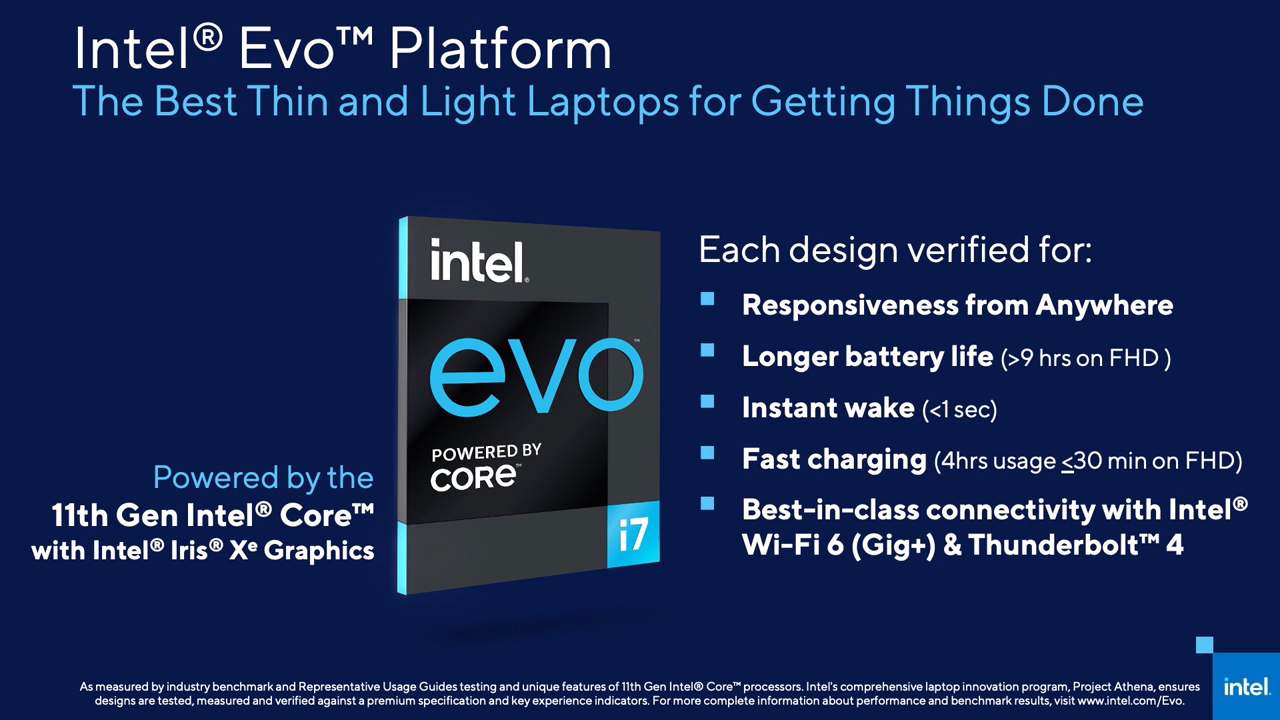 Intel® Evo™ Platform
The Best Thin and Light Laptops for Getting Things Done
intel.
evo™
POWERED BY
CORE™
i7
Powered by the
11th Gen Intel® Core™
with Intel® Iris® Xᵉ Graphics
Each design verified for:
Responsiveness from Anywhere
Longer battery life (>9 hrs on FHD )
Instant wake (<1 sec)
Fast charging (4hrs usage ≤30 min on FHD)
Best-in-class connectivity with Intel®
Wi-Fi 6 (Gig+) & Thunderbolt™ 4
As measured by industry benchmark and Representative Usage Guides testing and unique features of 11th Gen Intel® Core™ processors. Intel's comprehensive laptop innovation program, Project Athena, ensures
designs are tested, measured and verified against a premium specification and key experience indicators. For more complete information about performance and benchmark results, visit www.intel.com/Evo.
intel.